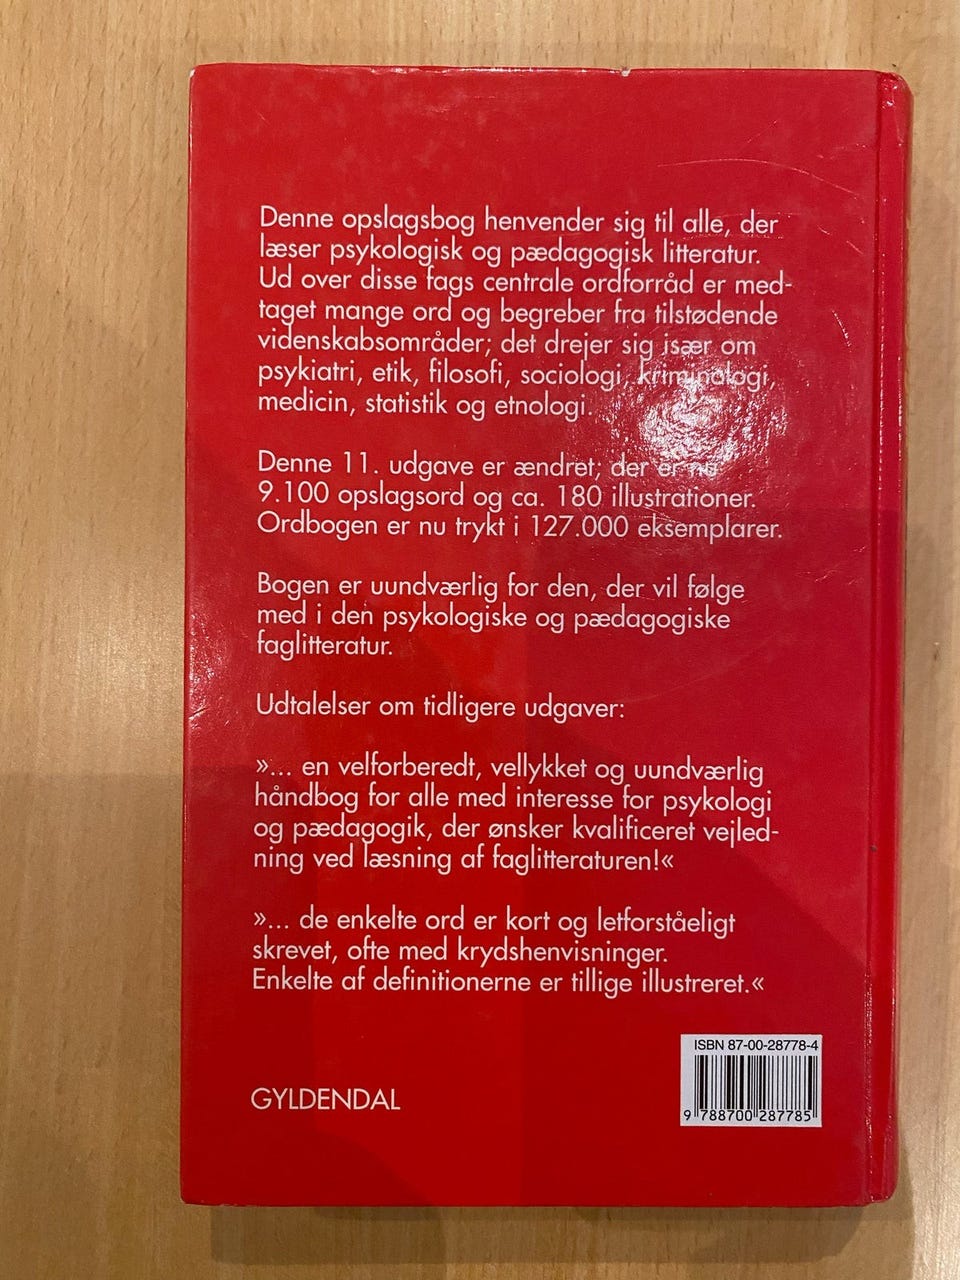 Denne opslagsbog henvender sig til alle, der
læser psykologisk og pædagogisk litteratur.
Ud over disse fags centrale ordforråd er med-
taget mange ord og begreber fra tilstødende
videnskabsområder; det drejer sig især om
psykiatri, etik, filosofi, sociologi, kriminologi,
medicin, statistik og etnologi.
Denne 11. udgave er ændret; der er nu
9.100 opslagsord og ca. 180 illustrationer.
Ordbogen er nu trykt i 127.000 eksemplarer.
Bogen er uundværlig for den, der vil følge
med i den psykologiske og pædagogiske
faglitteratur.
Udtalelser om tidligere udgaver:
»... en velforberedt, vellykket og uundværlig
håndbog for alle med interesse for psykologi
og pædagogik, der ønsker kvalificeret vejled-
ning ved læsning af faglitteraturen!«
»... de enkelte ord er kort og letforståeligt
skrevet, ofte med krydshenvisninger.
Enkelte af definitionerne er tillige illustreret.«
ISBN 87-00-28778-4
9 788700 287785
GYLDENDAL